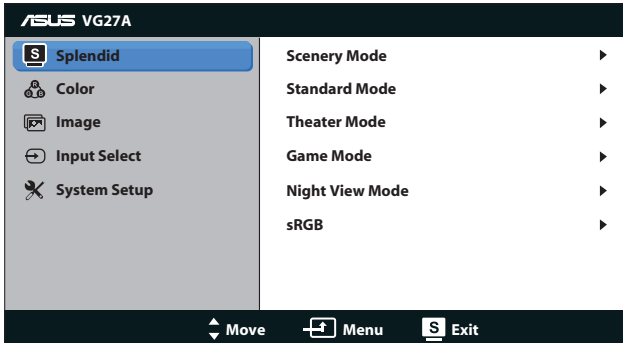 ASUS VG27A
S Splendid
Color
Image
Input Select
System Setup
Scenery Mode
Standard Mode
Theater Mode
Game Mode
Night View Mode
sRGB
Move Menu S Exit